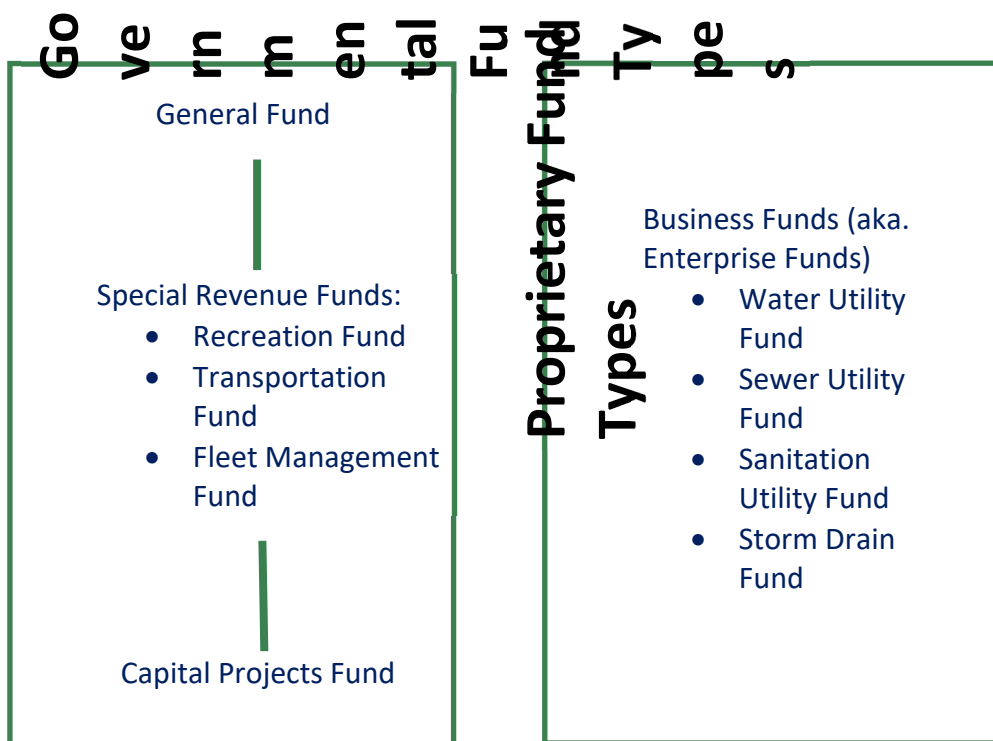 Governmental Fund Types
General Fund
Special Revenue Funds:
• Recreation Fund
• Transportation
Fund
• Fleet Management
Fund
Capital Projects Fund
Proprietary Fund
Types
Business Funds (aka.
Enterprise Funds)
• Water Utility
Fund
• Sewer Utility
Fund
• Sanitation
Utility Fund
• Storm Drain
Fund